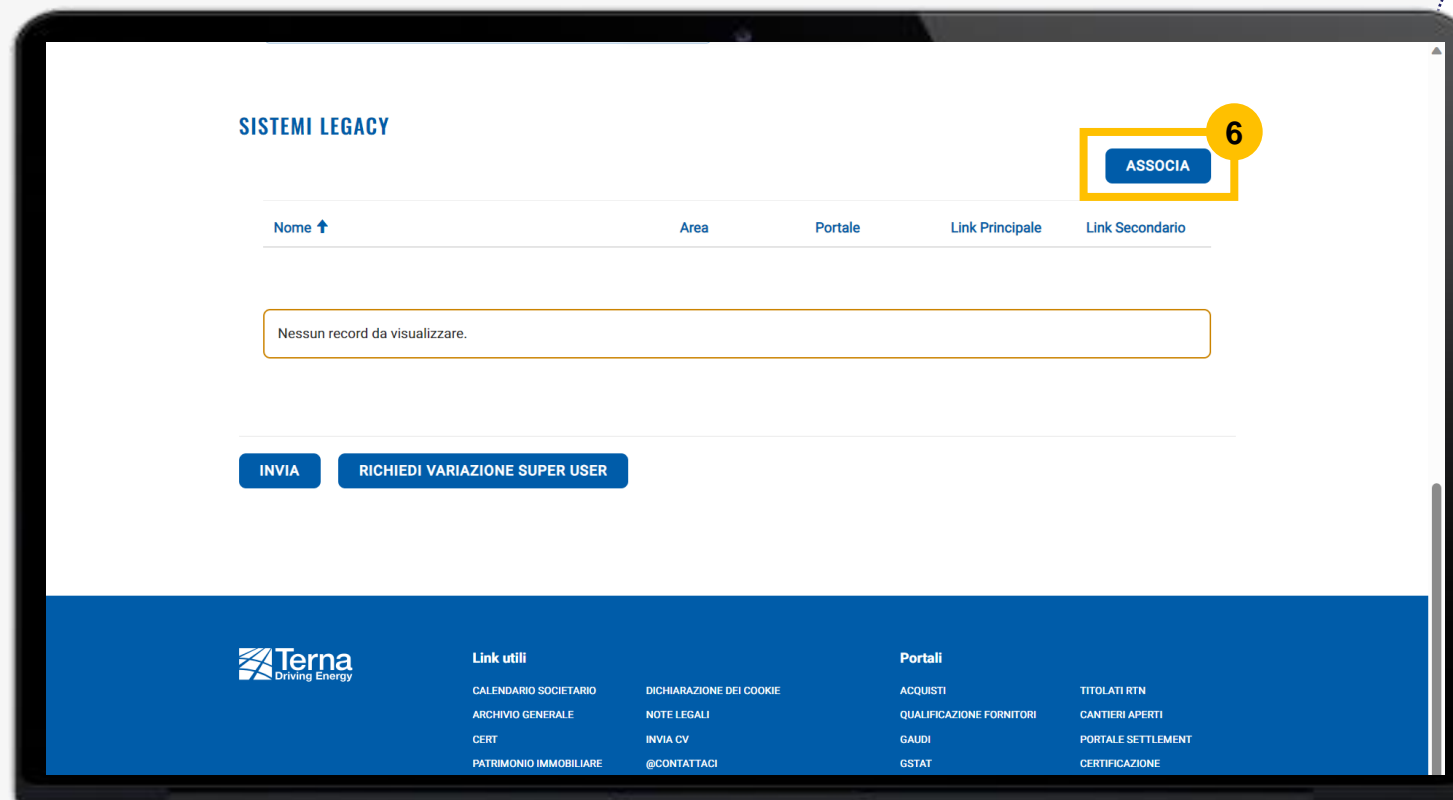 SISTEMI LEGACY
6
ASSOCIA
Nome Area Portale Link Principale Link Secondario
Nessun record da visualizzare.
INVIA RICHIEDI VARIAZIONE SUPER USER
Terna
Driving Energy
Link utili
CALENDARIO SOCIETARIO DICHIARAZIONE DEI COOKIE
ARCHIVIO GENERALE NOTE LEGALI
CERT INVIA CV
PATRIMONIO IMMOBILIARE @CONTATTACI
Portali
ACQUISTI TITOLATI RTN
QUALIFICAZIONE FORNITORI CANTIERI APERTI
GAUDI PORTALE SETTLEMENT
GSTAT CERTIFICAZIONE